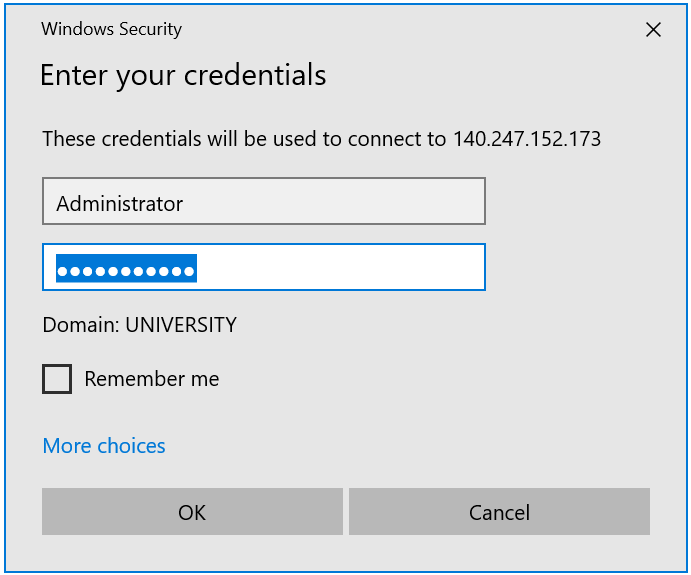 Windows Security
Enter your credentials
These credentials will be used to connect to 140.247.152.173
Administrator
●●●●●●●●●●●
Domain: UNIVERSITY
Remember me
More choices
OK
Cancel